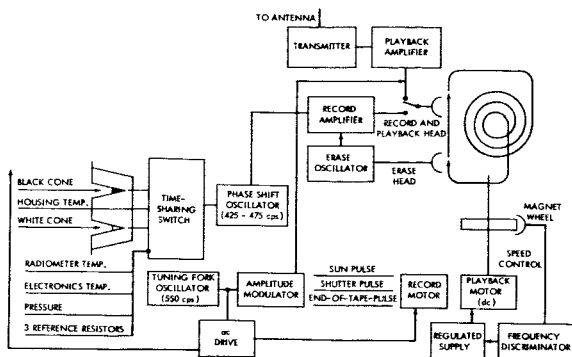 TO ANTENNA
TRANSMITTER
PLAYBACK
AMPLIFIER
RECORD
AMPLIFIER
RECORD AND
PLAYBACK HEAD
ERASE
OSCILLATOR
ERASE
HEAD
BLACK CONE
HOUSING TEMP.
WHITE CONE
TIME-
SHARING
SWITCH
PHASE SHIFT
OSCILLATOR
(425 - 475 cps)
MAGNET
WHEEL
SPEED
CONTROL
RADIOMETER TEMP.
ELECTRONICS TEMP.
PRESSURE
3 REFERENCE RESISTORS
TUNING FORK
OSCILLATOR
(550 cps)
AMPLITUDE
MODULATOR
SUN PULSE
SHUTTER PULSE
END-OF-TAPE-PULSE
RECORD
MOTOR
PLAYBACK
MOTOR
(dc)
ac
DRIVE
REGULATED
SUPPLY
FREQUENCY
DISCRIMINATOR